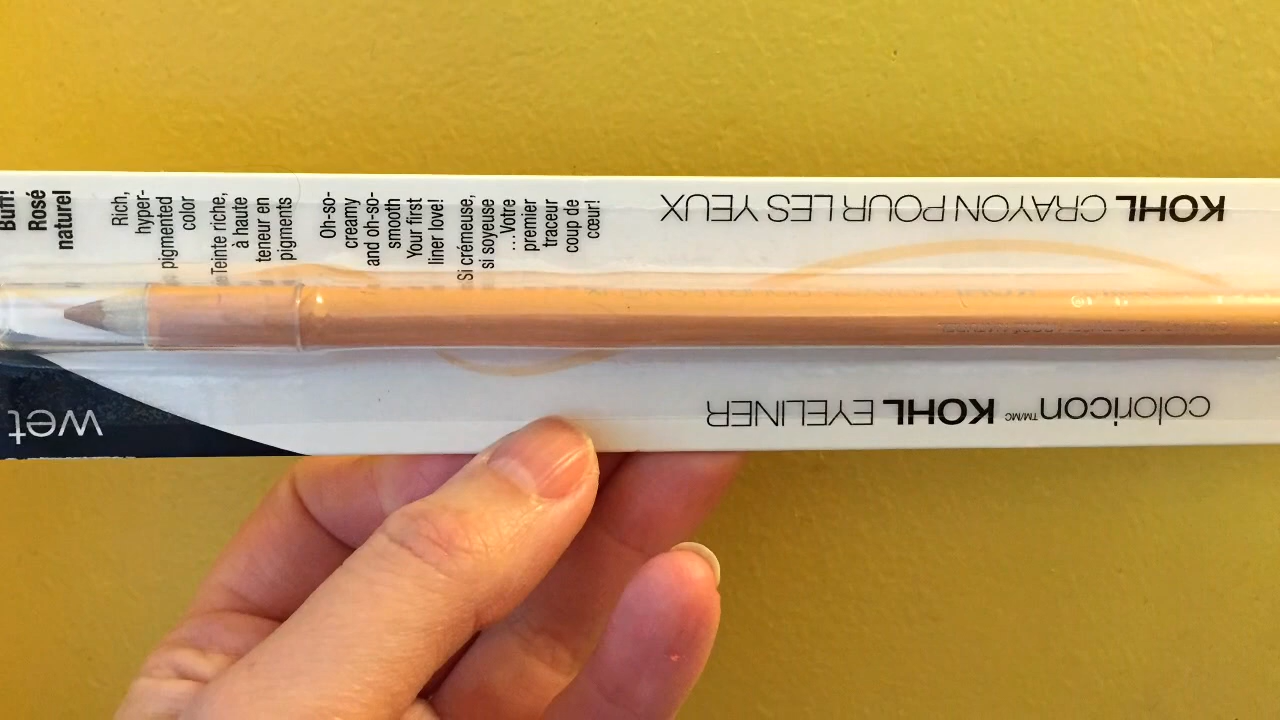 Buff!
Rosé
naturel
Rich,
hyper-
pigmented
color
Teinte riche,
à haute
teneur en
pigments
Oh-so-
creamy
and oh-so-
smooth
Your first
liner love!
Si crémeuse,
si soyeuse
...Votre
premier
traceur
coup de
cœur!
KOHL CRAYON POUR LES YEUX
coloricon TM/MC KOHL EYELINER
wet